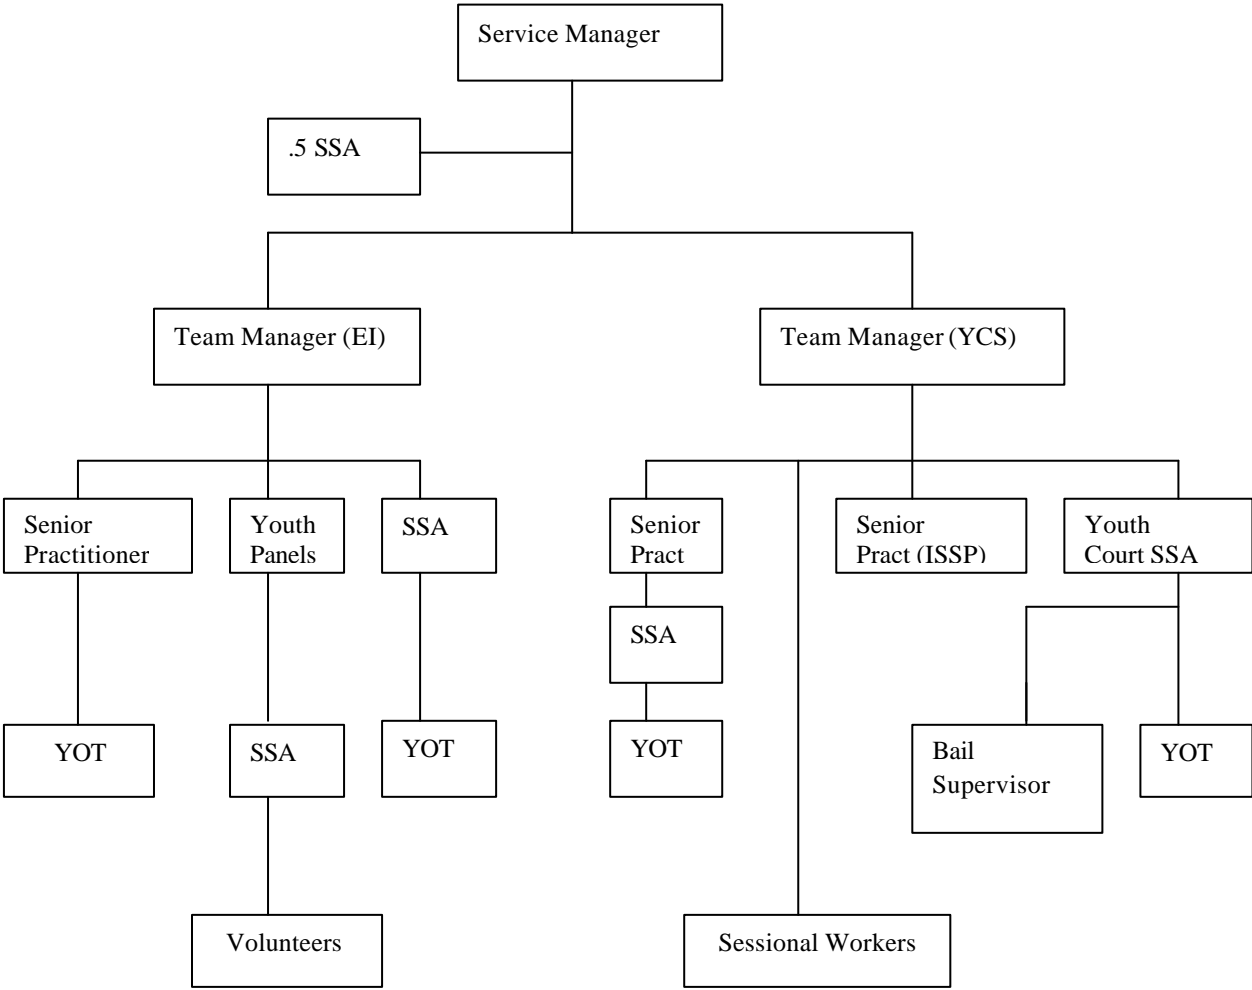 Service Manager
.5 SSA
Team Manager (EI)
Team Manager (YCS)
Senior
Practitioner
Youth
Panels
SSA
Senior
Pract
Senior
Pract (ISSP)
Youth
Court SSA
SSA
YOT
SSA
YOT
YOT
Bail
Supervisor
YOT
Volunteers
Sessional Workers